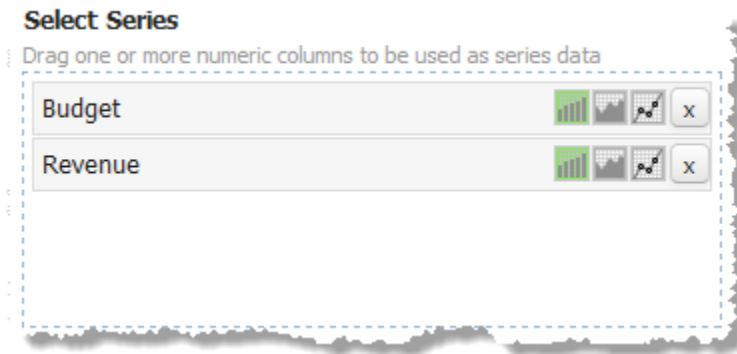 Select Series
Drag one or more numeric columns to be used as series data
Budget x
Revenue x